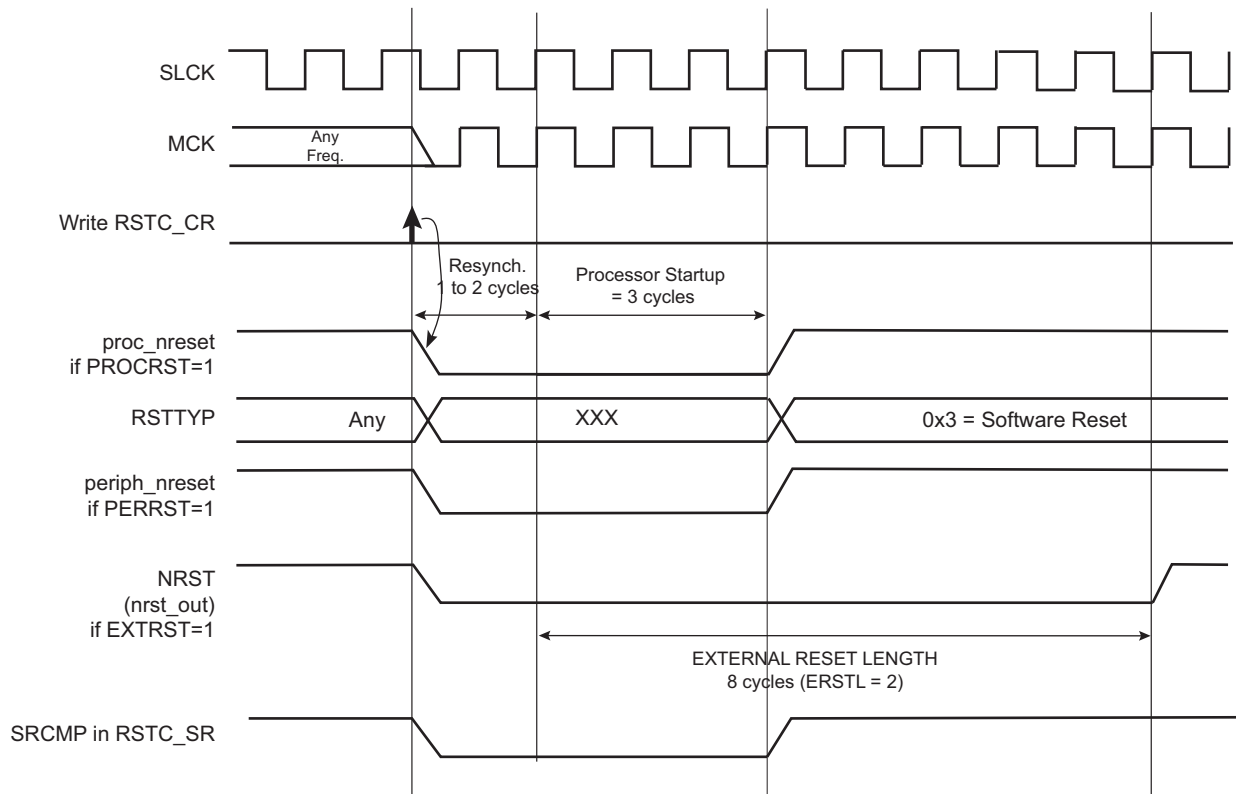 SLCK
MCK
Any
Freq.
Write RSTC_CR
Resynch.
1 to 2 cycles
Processor Startup
= 3 cycles
proc_nreset
if PROCRST=1
RSTTYP
Any
XXX
0x3 = Software Reset
periph_nreset
if PERRST=1
NRST
(nrst_out)
if EXTRST=1
EXTERNAL RESET LENGTH
8 cycles (ERSTL = 2)
SRCMP in RSTC_SR